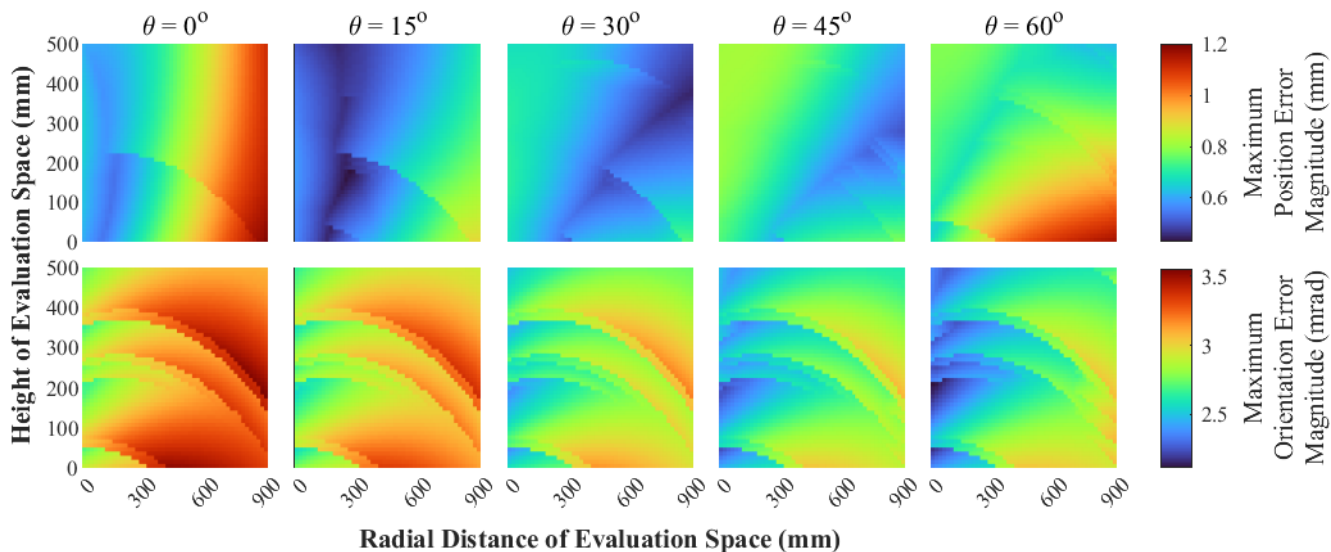 θ = 0° θ = 15° θ = 30° θ = 45° θ = 60°
500
400
300
200
100
0
1.2
1
0.8
0.6
Maximum
Position Error
Magnitude (mm)
500
400
300
200
100
0
3.5
3
2.5
Maximum
Orientation Error
Magnitude (mrad)
Height of Evaluation Space (mm)
0 300 600 900 0 300 600 900 0 300 600 900 0 300 600 900 0 300 600 900
Radial Distance of Evaluation Space (mm)